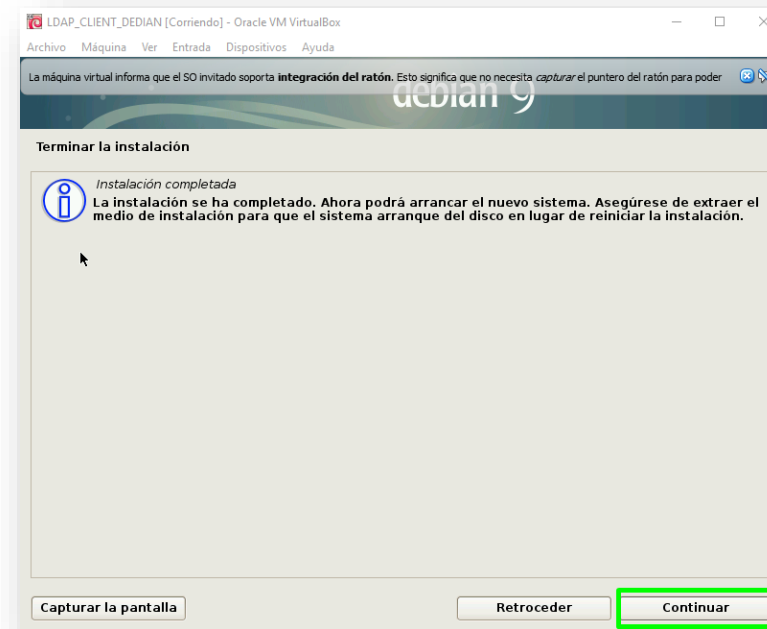 LDAP_CLIENT_DEDIAN [Corriendo] - Oracle VM VirtualBox
Archivo Máquina Ver Entrada Dispositivos Ayuda
La máquina virtual informa que el SO invitado soporta integración del ratón. Esto significa que no necesita capturar el puntero del ratón para poder
debian 9
Terminar la instalación
Instalación completada
La instalación se ha completado. Ahora podrá arrancar el nuevo sistema. Asegúrese de extraer el
medio de instalación para que el sistema arranque del disco en lugar de reiniciar la instalación.
Capturar la pantalla
Retroceder
Continuar